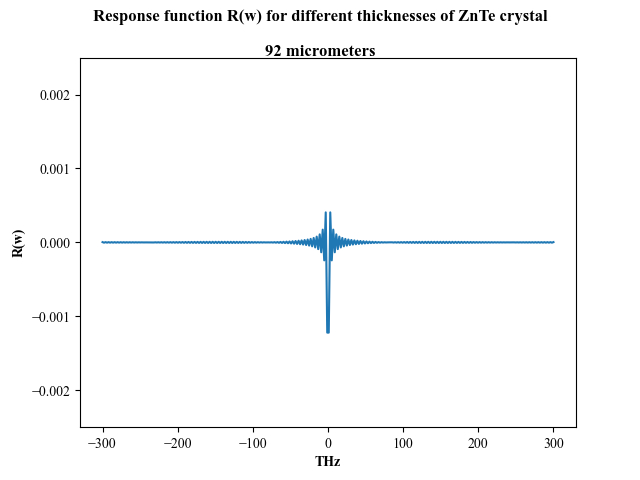 Response function R(w) for different thicknesses of ZnTe crystal
92 micrometers
0.002
0.001
0.000
−0.001
−0.002
R(w)
−300 −200 −100 0 100 200 300
THz